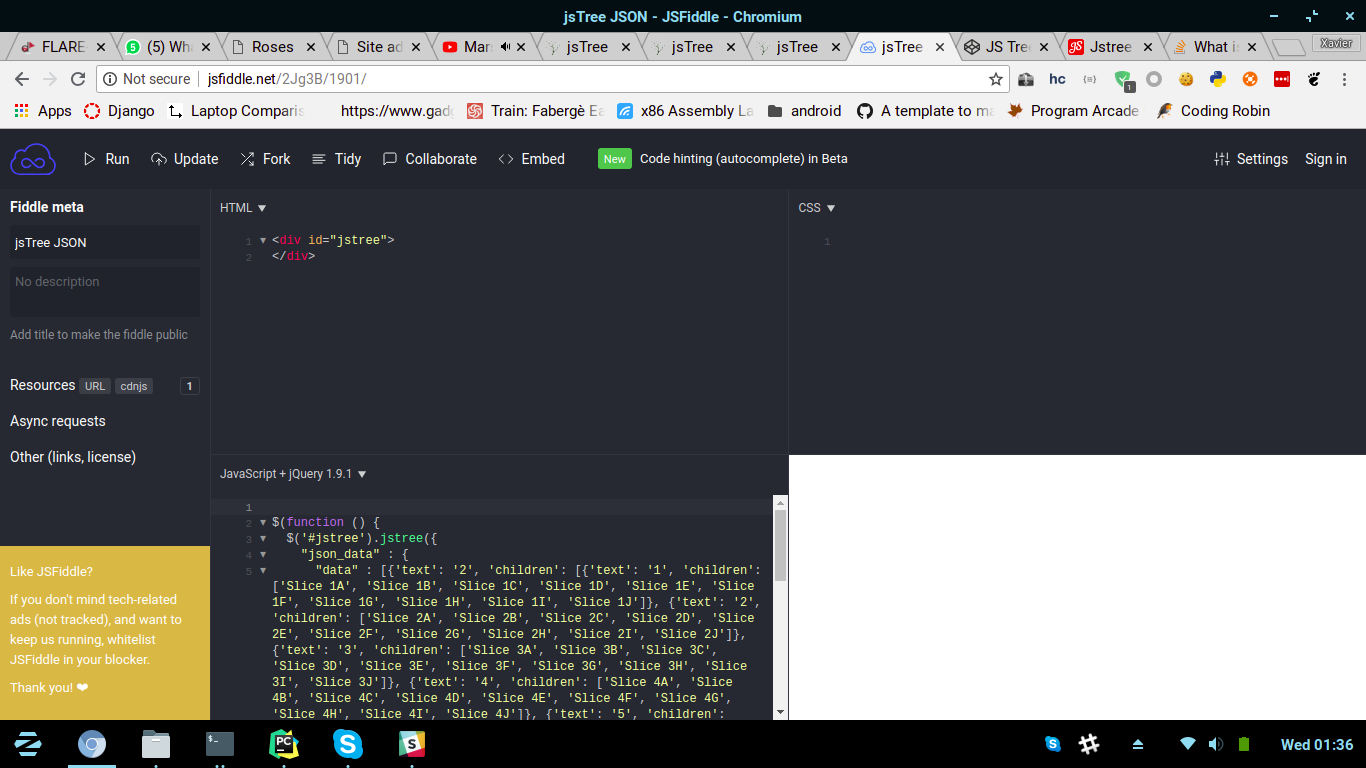 jsTree JSON - JSFiddle - Chromium
FLARE
(5) Wha
Roses
Site ad
Mar
jsTree
jsTree
jsTree
jsTree
JS Tre
Jstree
What is
Xavier
Not secure
jsfiddle.net/2Jg3B/1901/
hc
1
Apps
Django
Laptop Comparis
https://www.gadg
Train: Fabergè Ea
x86 Assembly La
android
A template to ma
Program Arcade
Coding Robin
Run
Update
Fork
Tidy
Collaborate
Embed
New
Code hinting (autocomplete) in Beta
Settings
Sign in
Fiddle meta
jsTree JSON
No description
Add title to make the fiddle public
Resources URL cdnjs 1
Async requests
Other (links, license)
Like JSFiddle?
If you don't mind tech-related
ads (not tracked), and want to
keep us running, whitelist
JSFiddle in your blocker.
Thank you! ❤
HTML ▼
1 <div id="jstree">
2 </div>
CSS ▼
1
JavaScript + jQuery 1.9.1 ▼
1
2 $(function () {
3 $('#jstree').jstree({
4 "json_data" : {
5 "data" : [{'text': '2', 'children': [{'text': '1', 'children':
['Slice 1A', 'Slice 1B', 'Slice 1C', 'Slice 1D', 'Slice 1E', 'Slice
1F', 'Slice 1G', 'Slice 1H', 'Slice 1I', 'Slice 1J']}, {'text': '2',
'children': ['Slice 2A', 'Slice 2B', 'Slice 2C', 'Slice 2D', 'Slice
2E', 'Slice 2F', 'Slice 2G', 'Slice 2H', 'Slice 2I', 'Slice 2J']},
{'text': '3', 'children': ['Slice 3A', 'Slice 3B', 'Slice 3C',
'Slice 3D', 'Slice 3E', 'Slice 3F', 'Slice 3G', 'Slice 3H', 'Slice
3I', 'Slice 3J']}, {'text': '4', 'children': ['Slice 4A', 'Slice
4B', 'Slice 4C', 'Slice 4D', 'Slice 4E', 'Slice 4F', 'Slice 4G',
'Slice 4H', 'Slice 4I', 'Slice 4J']}, {'text': '5', 'children':
PC
Wed 01:36